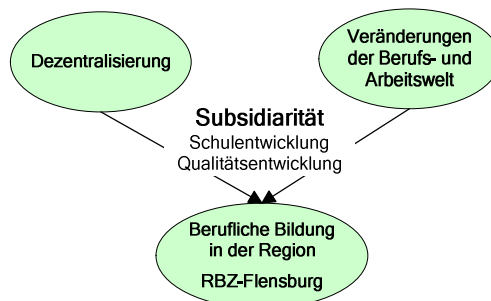 Dezentralisierung
Veränderungen
der Berufs- und
Arbeitswelt
Subsidiarität
Schulentwicklung
Qualitätsentwicklung
Berufliche Bildung
in der Region
RBZ-Flensburg